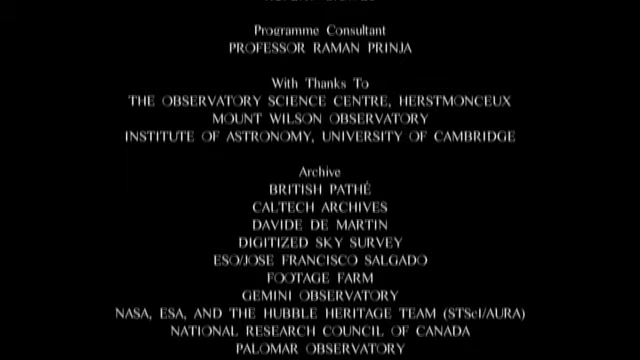 Programme Consultant
PROFESSOR RAMAN PRINJA
With Thanks To
THE OBSERVATORY SCIENCE CENTRE, HERSTMONCEUX
MOUNT WILSON OBSERVATORY
INSTITUTE OF ASTRONOMY, UNIVERSITY OF CAMBRIDGE
Archive
BRITISH PATHÉ
CALTECH ARCHIVES
DAVIDE DE MARTIN
DIGITIZED SKY SURVEY
ESO/JOSE FRANCISCO SALGADO
FOOTAGE FARM
GEMINI OBSERVATORY
NASA, ESA, AND THE HUBBLE HERITAGE TEAM (STScI/AURA)
NATIONAL RESEARCH COUNCIL OF CANADA
PALOMAR OBSERVATORY